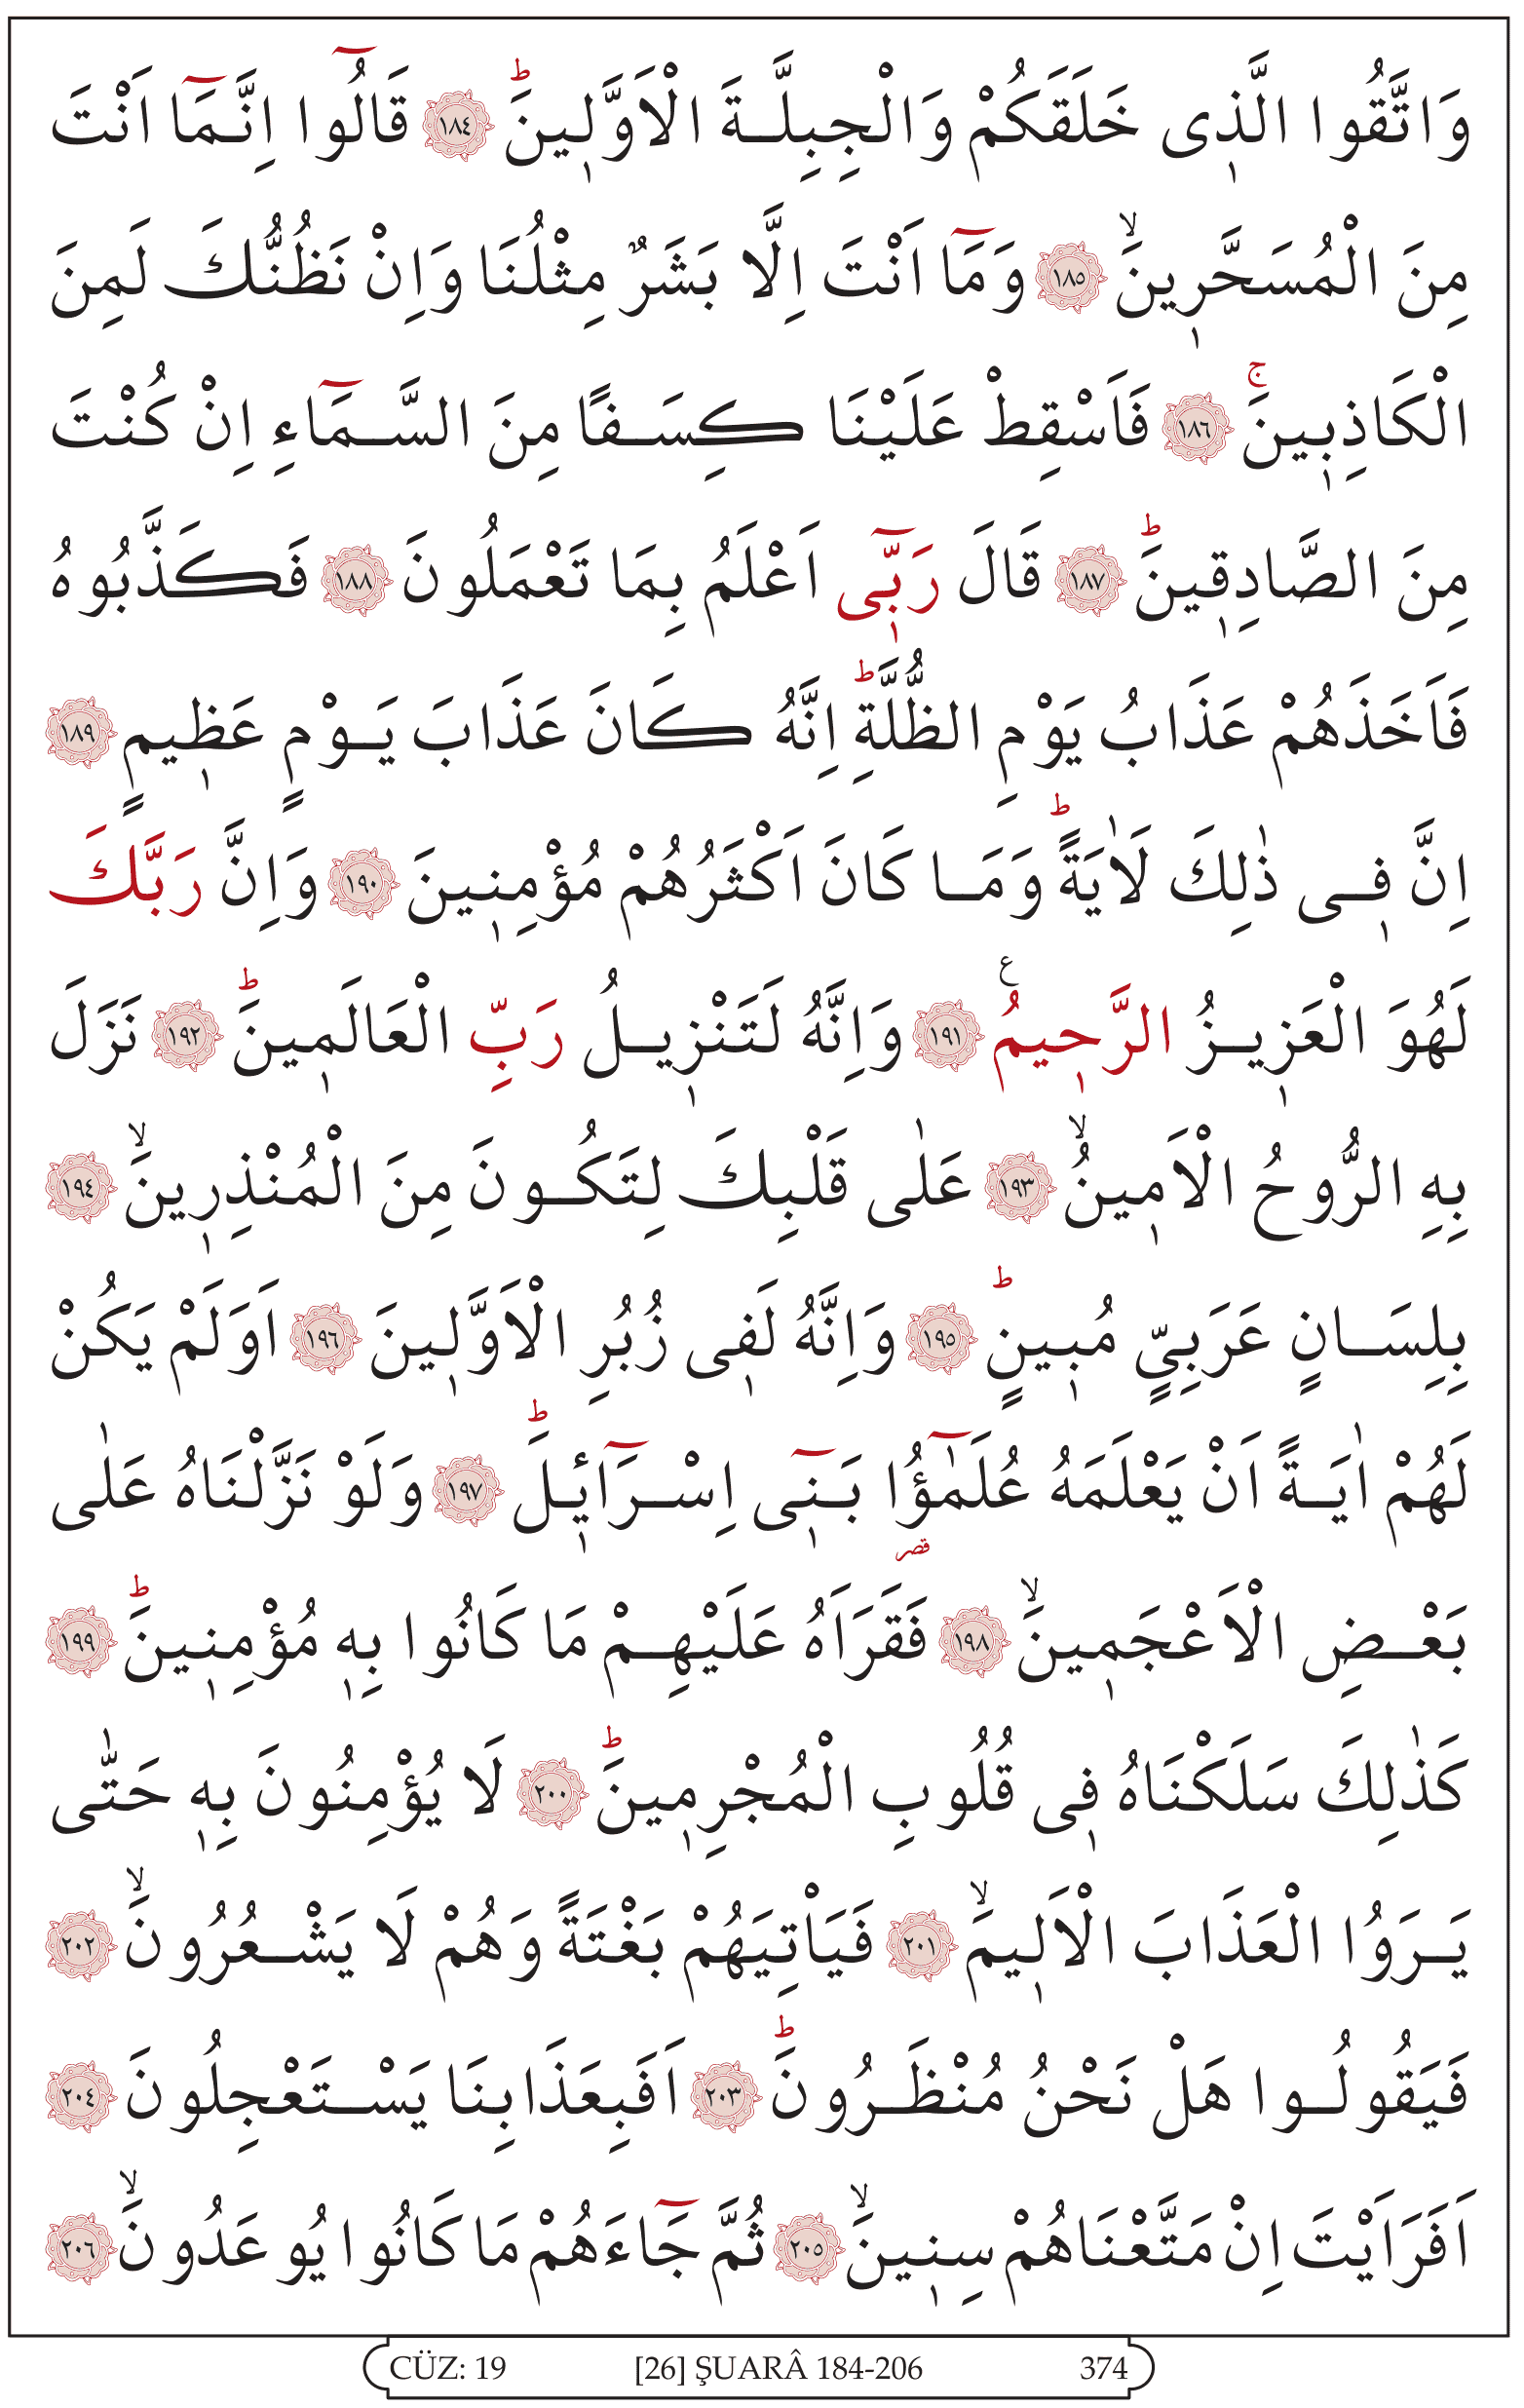 وَاتَّقُوا الَّذ۪ي خَلَقَكُمْ وَالْجِبِلَّةَ الْاَوَّل۪ينَۜ ﴿١٨٤﴾ قَالُٓوا اِنَّمَٓا اَنْتَ
مِنَ الْمُسَحَّر۪ينَۙ ﴿١٨٥﴾ وَمَٓا اَنْتَ اِلَّا بَشَرٌ مِثْلُنَا وَاِنْ نَظُنُّكَ لَمِنَ
الْكَاذِب۪ينَۚ ﴿١٨٦﴾ فَاَسْقِطْ عَلَيْنَا كِسَفًا مِنَ السَّمَٓاءِ اِنْ كُنْتَ
مِنَ الصَّادِق۪ينَۜ ﴿١٨٧﴾ قَالَ رَبّ۪ٓي اَعْلَمُ بِمَا تَعْمَلُونَ ﴿١٨٨﴾ فَكَذَّبُوهُ
فَاَخَذَهُمْ عَذَابُ يَوْمِ الظُّلَّةِۜ اِنَّهُ كَانَ عَذَابَ يَوْمٍ عَظ۪يمٍ ﴿١٨٩﴾
اِنَّ ف۪ي ذٰلِكَ لَاٰيَةًۜ وَمَا كَانَ اَكْثَرُهُمْ مُؤْمِن۪ينَ ﴿١٩٠﴾ وَاِنَّ رَبَّكَ
لَهُوَ الْعَز۪يزُ الرَّح۪يمُ ع ﴿١٩١﴾ وَاِنَّهُ لَتَنْز۪يلُ رَبِّ الْعَالَم۪ينَۜ ﴿١٩٢﴾ نَزَلَ
بِهِ الرُّوحُ الْاَم۪ينُۙ ﴿١٩٣﴾ عَلٰى قَلْبِكَ لِتَكُونَ مِنَ الْمُنْذِر۪ينَۙ ﴿١٩٤﴾
بِلِسَانٍ عَرَبِيٍّ مُب۪ينٍۜ ﴿١٩٥﴾ وَاِنَّهُ لَف۪ي زُبُرِ الْاَوَّل۪ينَ ﴿١٩٦﴾ اَوَلَمْ يَكُنْ
لَهُمْ اٰيَةً اَنْ يَعْلَمَهُ عُلَمٰٓؤُ۬ا بَن۪ٓي اِسْرَٓائ۪لَۜ ﴿١٩٧﴾ وَلَوْ نَزَّلْنَاهُ عَلٰى
قصر
بَعْضِ الْاَعْجَم۪ينَۙ ﴿١٩٨﴾ فَقَرَاَهُ عَلَيْهِمْ مَا كَانُوا بِه۪ مُؤْمِن۪ينَۜ ﴿١٩٩﴾
كَذٰلِكَ سَلَكْنَاهُ ف۪ي قُلُوبِ الْمُجْرِم۪ينَۜ ﴿٢٠٠﴾ لَا يُؤْمِنُونَ بِه۪ حَتّٰى
يَرَوُا الْعَذَابَ الْاَل۪يمَۙ ﴿٢٠١﴾ فَيَاْتِيَهُمْ بَغْتَةً وَهُمْ لَا يَشْعُرُونَۙ ﴿٢٠٢﴾
فَيَقُولُوا هَلْ نَحْنُ مُنْظَرُونَۜ ﴿٢٠٣﴾ اَفَبِعَذَابِنَا يَسْتَعْجِلُونَ ﴿٢٠٤﴾
اَفَرَاَيْتَ اِنْ مَتَّعْنَاهُمْ سِن۪ينَۙ ﴿٢٠٥﴾ ثُمَّ جَٓاءَهُمْ مَا كَانُوا يُوعَدُونَۙ ﴿٢٠٦﴾
CÜZ: 19 [26] ŞUARÂ 184-206 374